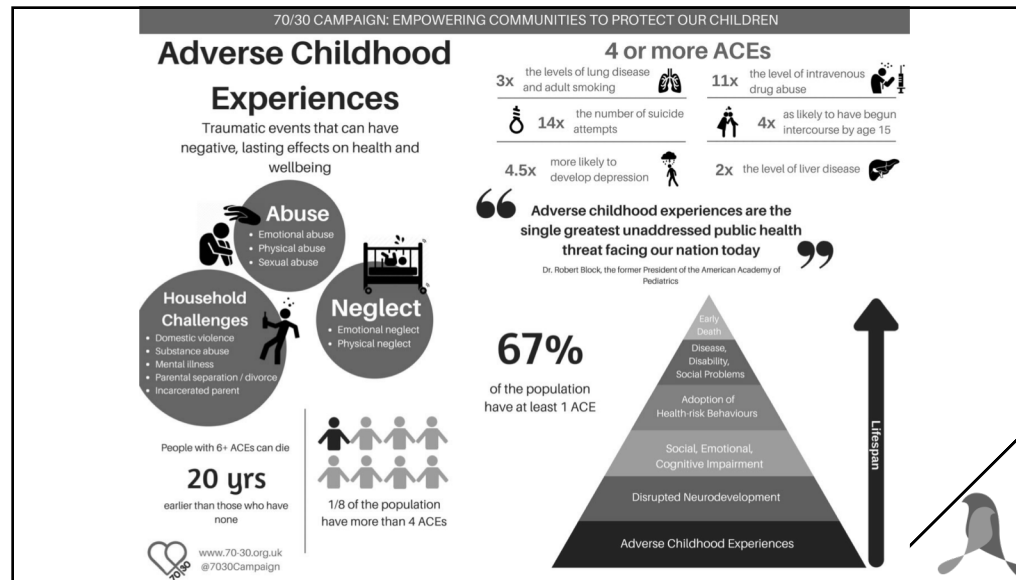 70/30 CAMPAIGN: EMPOWERING COMMUNITIES TO PROTECT OUR CHILDREN
Adverse Childhood
Experiences
Traumatic events that can have
negative, lasting effects on health and
wellbeing
Abuse
• Emotional abuse
• Physical abuse
• Sexual abuse
Household
Challenges
• Domestic violence
• Substance abuse
• Mental illness
• Parental separation / divorce
• Incarcerated parent
Neglect
• Emotional neglect
• Physical neglect
People with 6+ ACEs can die
20 yrs
earlier than those who have
none
1/8 of the population
have more than 4 ACEs
70/30
www.70-30.org.uk
@7030Campaign
4 or more ACEs
3x
the levels of lung disease
and adult smoking
11x
the level of intravenous
drug abuse
14x
the number of suicide
attempts
4x
as likely to have begun
intercourse by age 15
4.5x
more likely to
develop depression
2x
the level of liver disease
“
Adverse childhood experiences are the
single greatest unaddressed public health
threat facing our nation today
”
Dr. Robert Block, the former President of the American Academy of
Pediatrics
67%
of the population
have at least 1 ACE
Early
Death
Disease,
Disability,
Social Problems
Adoption of
Health-risk Behaviours
Social, Emotional,
Cognitive Impairment
Disrupted Neurodevelopment
Adverse Childhood Experiences
Lifespan